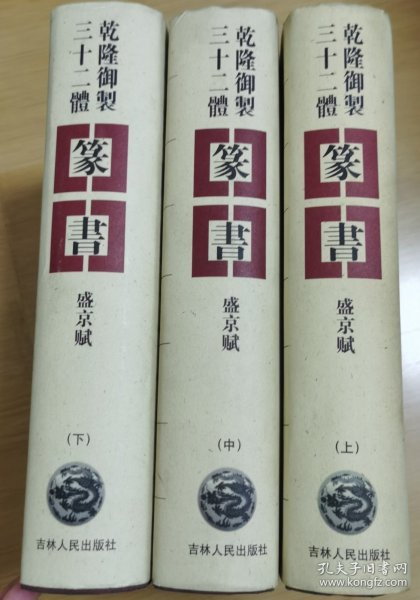 乾隆御製
三十二體
篆書
盛京赋
(下)
吉林人民出版社
乾隆御製
三十二體
篆書
盛京赋
(中)
吉林人民出版社
乾隆御製
三十二體
篆書
盛京赋
(上)
吉林人民出版社
孔夫子旧书网
www.kongfz.com